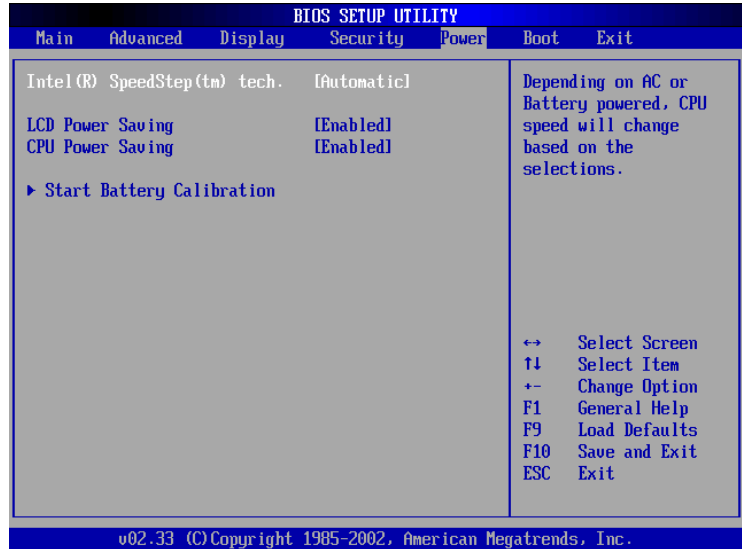 BIOS SETUP UTILITY
Main Advanced Display Security Power Boot Exit
Intel(R) SpeedStep(tm) tech. [Automatic]
LCD Power Saving [Enabled]
CPU Power Saving [Enabled]
▶ Start Battery Calibration
Depending on AC or
Battery powered, CPU
speed will change
based on the
selections.
↔ Select Screen
↑↓ Select Item
+- Change Option
F1 General Help
F9 Load Defaults
F10 Save and Exit
ESC Exit
v02.33 (C)Copyright 1985-2002, American Megatrends, Inc.